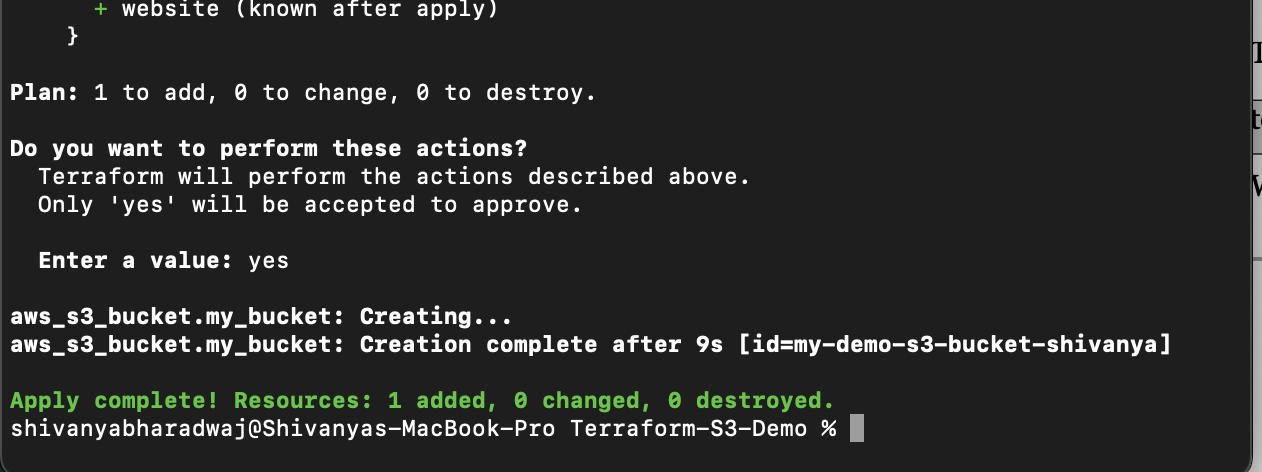 + website (known after apply)
}
Plan: 1 to add, 0 to change, 0 to destroy.
Do you want to perform these actions?
Terraform will perform the actions described above.
Only 'yes' will be accepted to approve.
Enter a value: yes
aws_s3_bucket.my_bucket: Creating...
aws_s3_bucket.my_bucket: Creation complete after 9s [id=my-demo-s3-bucket-shivanya]
Apply complete! Resources: 1 added, 0 changed, 0 destroyed.
shivanyabharadwaj@Shivanyas-MacBook-Pro Terraform-S3-Demo %